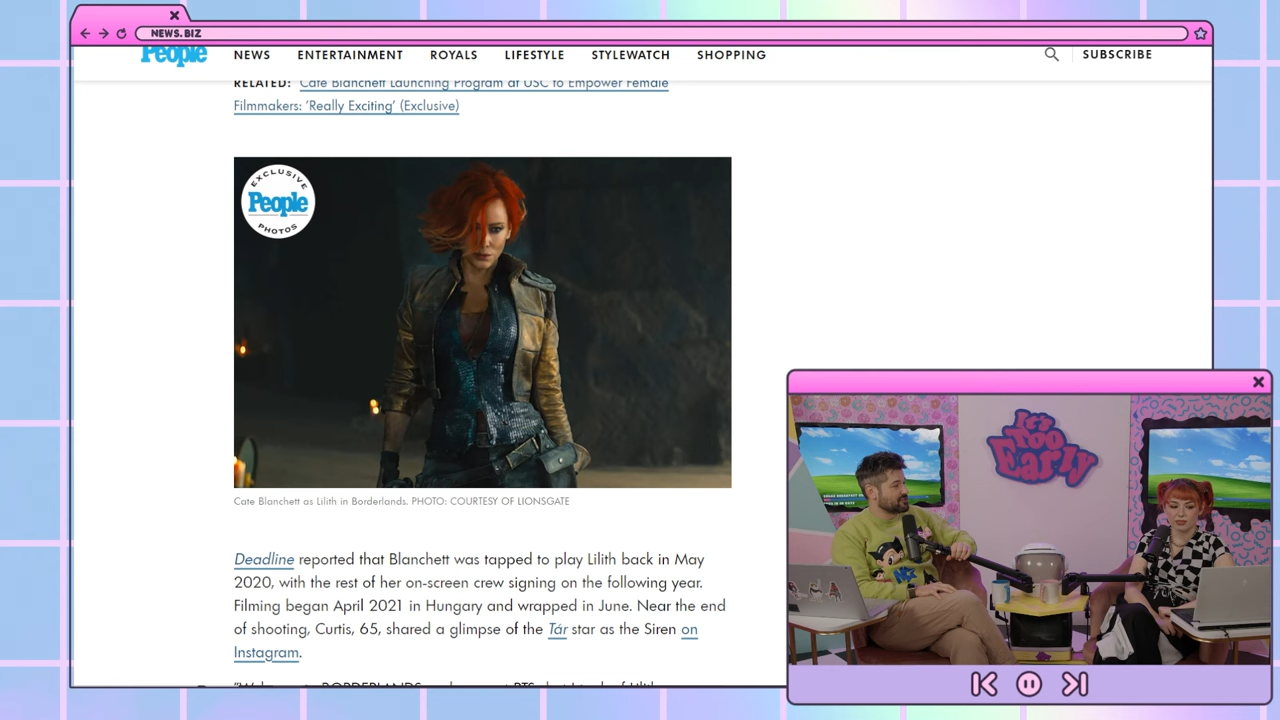 NEWS.BIZ
People
NEWS
ENTERTAINMENT
ROYALS
LIFESTYLE
STYLEWATCH
SHOPPING
SUBSCRIBE
RELATED: Cate Blanchett Launching Program at USC to Empower Female
Filmmakers: 'Really Exciting' (Exclusive)
EXCLUSIVE
People
PHOTOS
Cate Blanchett as Lilith in Borderlands. PHOTO: COURTESY OF LIONSGATE
Deadline reported that Blanchett was tapped to play Lilith back in May
2020, with the rest of her on-screen crew signing on the following year.
Filming began April 2021 in Hungary and wrapped in June. Near the end
of shooting, Curtis, 65, shared a glimpse of the Tár star as the Siren on
Instagram.
It's
Too
Early